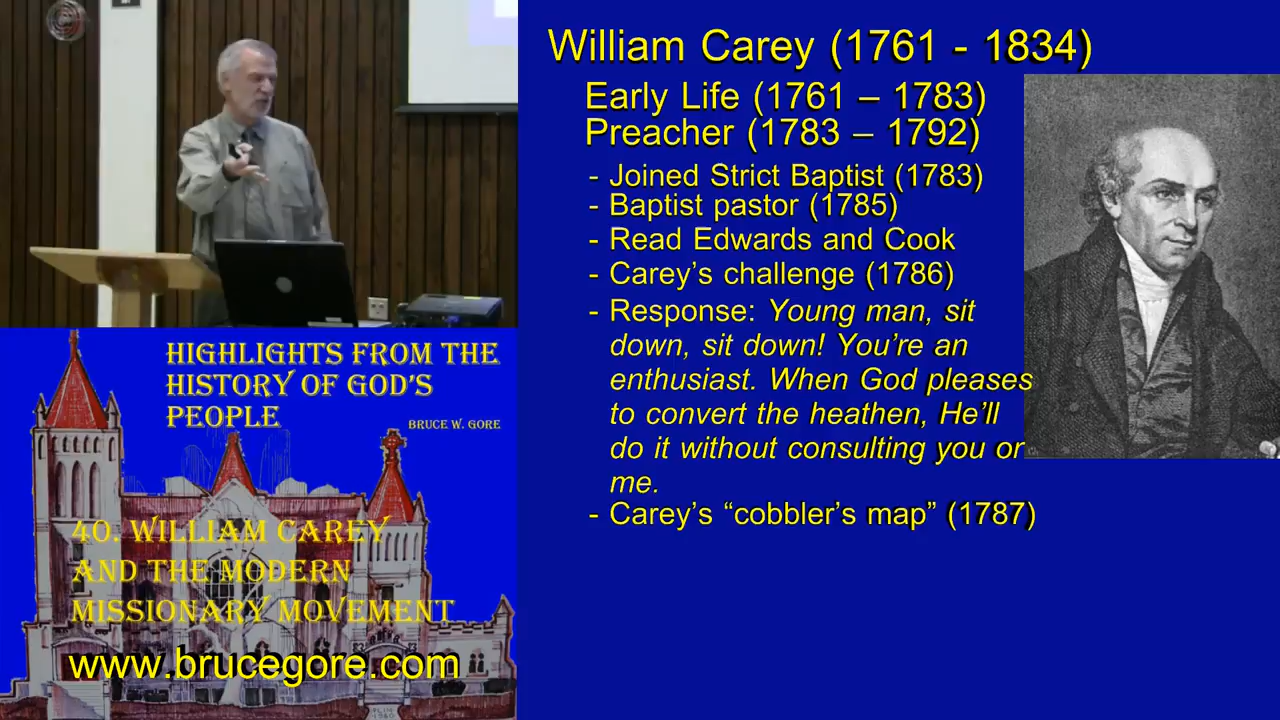 William Carey (1761 - 1834)
Early Life (1761 – 1783)
Preacher (1783 – 1792)
- Joined Strict Baptist (1783)
- Baptist pastor (1785)
- Read Edwards and Cook
- Carey’s challenge (1786)
- Response: Young man, sit
down, sit down! You’re an
enthusiast. When God pleases
to convert the heathen, He’ll
do it without consulting you or
me.
- Carey’s “cobbler’s map” (1787)
HIGHLIGHTS FROM THE
HISTORY OF GOD’S
PEOPLE
BRUCE W. GORE
40. WILLIAM CAREY
AND THE MODERN
MISSIONARY MOVEMENT
www.brucegore.com